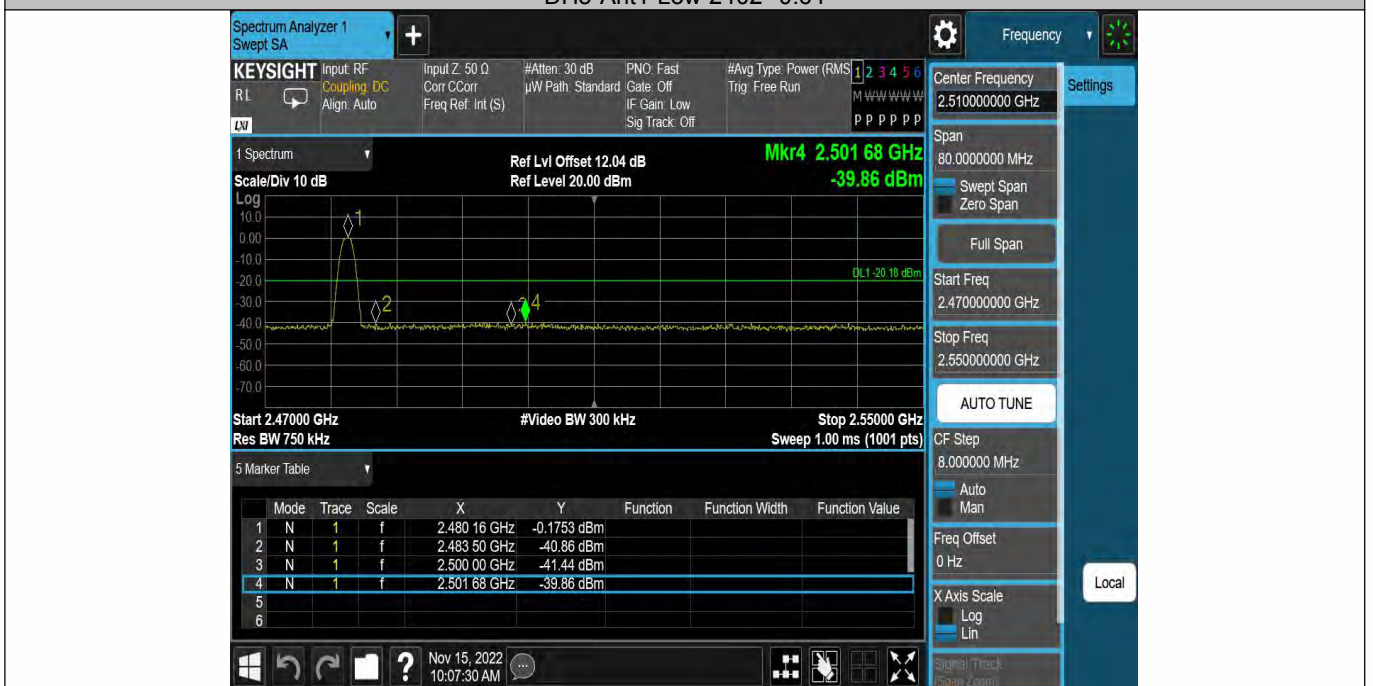 Spectrum Analyzer 1
Swept SA
+
Frequency
KEYSIGHT
RL
LXI
Input: RF
Coupling: DC
Align: Auto
Input Z: 50 Ω
Corr CCorr
Freq Ref: Int (S)
#Atten: 30 dB
µW Path: Standard
PNO: Fast
Gate: Off
IF Gain: Low
Sig Track: Off
#Avg Type: Power (RMS
Trig: Free Run
1 2 3 4 5 6
M W W W W W
P P P P P P
Center Frequency
2.510000000 GHz
Settings
1 Spectrum
Scale/Div 10 dB
Ref Lvl Offset 12.04 dB
Ref Level 20.00 dBm
Mkr4 2.501 68 GHz
-39.86 dBm
Span
80.0000000 MHz
Swept Span
Zero Span
Full Span
Start Freq
2.470000000 GHz
Stop Freq
2.550000000 GHz
AUTO TUNE
CF Step
8.000000 MHz
Auto
Man
Freq Offset
0 Hz
X Axis Scale
Log
Lin
Signal Track
(Span Zoom)
Local
Log
10.0
0.00
-10.0
-20.0
-30.0
-40.0
-50.0
-60.0
-70.0
1
2
4
DL1 -20.18 dBm
Start 2.47000 GHz
#Video BW 300 kHz
Stop 2.55000 GHz
Res BW 750 kHz
Sweep 1.00 ms (1001 pts)
5 Marker Table
Mode Trace Scale X Y Function Function Width Function Value
1 N 1 f 2.480 16 GHz -0.1753 dBm
2 N 1 f 2.483 50 GHz -40.86 dBm
3 N 1 f 2.500 00 GHz -41.44 dBm
4 N 1 f 2.501 68 GHz -39.86 dBm
5
6
?
Nov 15, 2022
10:07:30 AM